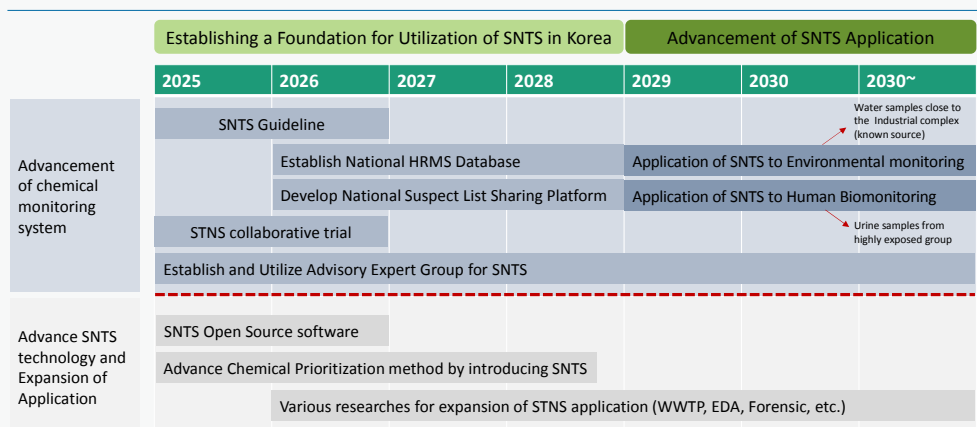 Establishing a Foundation for Utilization of SNTS in Korea
Advancement of SNTS Application
2025 2026 2027 2028 2029 2030 2030~
Advancement
of chemical
monitoring
system
SNTS Guideline
Water samples close to
the Industrial complex
(known source)
Establish National HRMS Database
Application of SNTS to Environmental monitoring
Develop National Suspect List Sharing Platform
Application of SNTS to Human Biomonitoring
STNS collaborative trial
Urine samples from
highly exposed group
Establish and Utilize Advisory Expert Group for SNTS
Advance SNTS
technology and
Expansion of
Application
SNTS Open Source software
Advance Chemical Prioritization method by introducing SNTS
Various researches for expansion of STNS application (WWTP, EDA, Forensic, etc.)